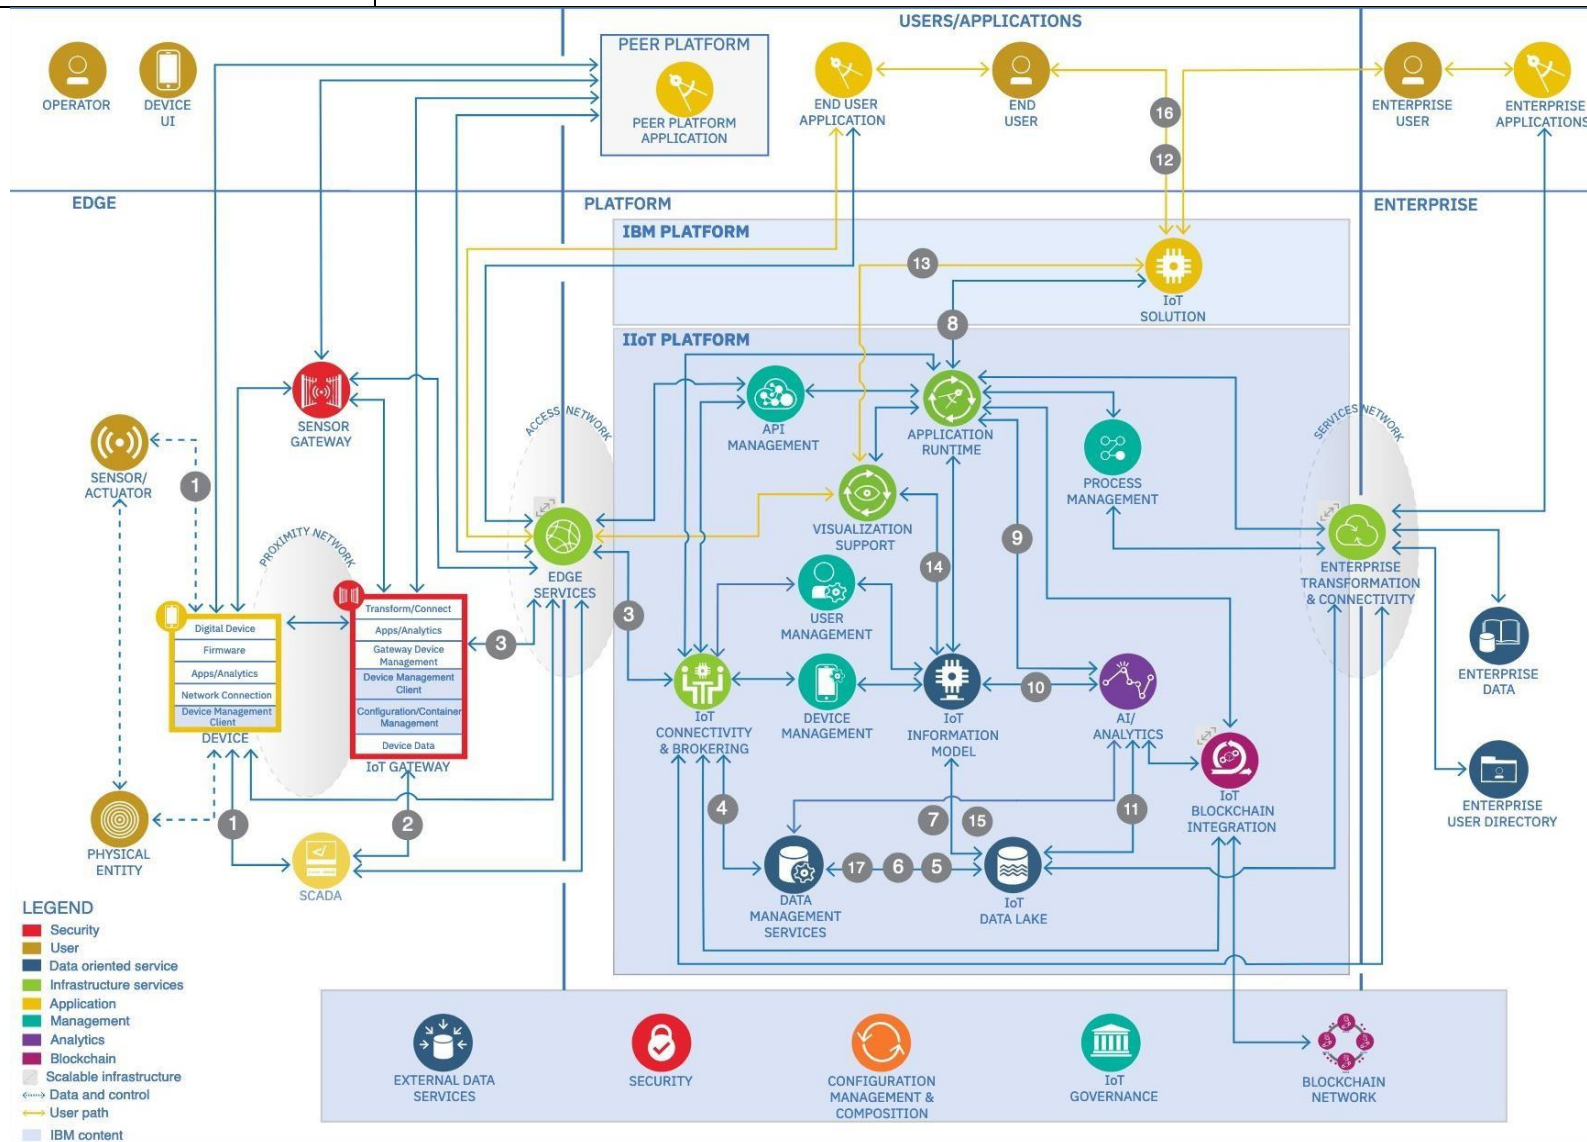 USERS/APPLICATIONS
OPERATOR
DEVICE
UI
PEER PLATFORM
PEER PLATFORM
APPLICATION
END USER
APPLICATION
END
USER
16
12
ENTERPRISE
USER
ENTERPRISE
APPLICATIONS
EDGE
PLATFORM
ENTERPRISE
IBM PLATFORM
13
IoT
SOLUTION
8
IIoT PLATFORM
SENSOR
GATEWAY
ACCESS NETWORK
API
MANAGEMENT
APPLICATION
RUNTIME
PROCESS
MANAGEMENT
SERVICES NETWORK
SENSOR/
ACTUATOR
1
PROXIMITY NETWORK
VISUALIZATION
SUPPORT
9
14
EDGE
SERVICES
ENTERPRISE
TRANSFORMATION
& CONNECTIVITY
USER
MANAGEMENT
3
3
Digital Device
Firmware
Apps/Analytics
Network Connection
Device Management
Client
DEVICE
Transform/Connect
Apps/Analytics
Gateway Device
Management
Device Management
Client
Configuration/Container
Management
Device Data
IoT GATEWAY
IoT
CONNECTIVITY
& BROKERING
DEVICE
MANAGEMENT
IoT
INFORMATION
MODEL
10
AI/
ANALYTICS
ENTERPRISE
DATA
IoT
BLOCKCHAIN
INTEGRATION
ENTERPRISE
USER DIRECTORY
PHYSICAL
ENTITY
1
2
SCADA
4
7
15
11
17
6
5
DATA
MANAGEMENT
SERVICES
IoT
DATA LAKE
LEGEND
Security
User
Data oriented service
Infrastructure services
Application
Management
Analytics
Blockchain
Scalable infrastructure
Data and control
User path
IBM content
EXTERNAL DATA
SERVICES
SECURITY
CONFIGURATION
MANAGEMENT &
COMPOSITION
IoT
GOVERNANCE
BLOCKCHAIN
NETWORK